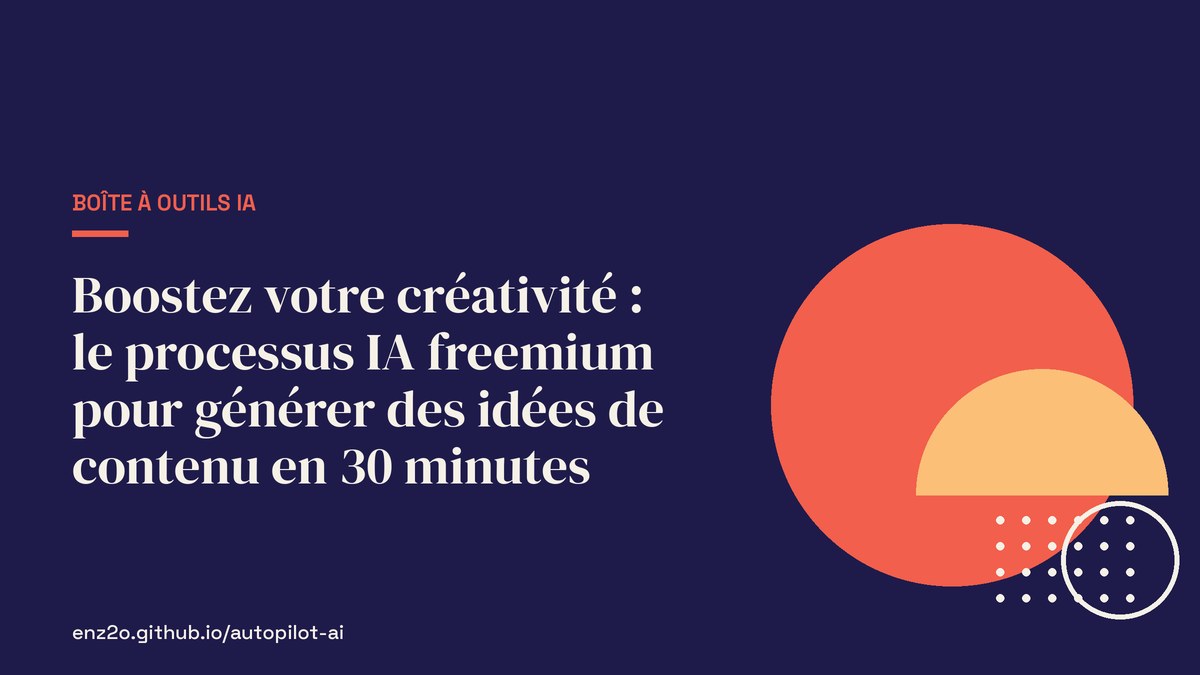 BOÎTE À OUTILS IA
Boostez votre créativité :
le processus IA freemium
pour générer des idées de
contenu en 30 minutes
enz2o.github.io/autopilot-ai